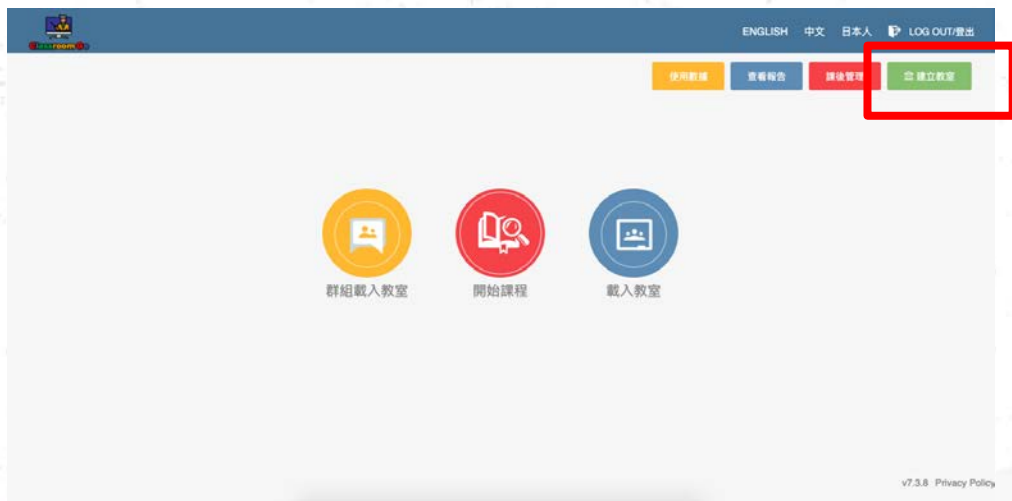 ClassroomGo
ENGLISH 中文 日本人 LOG OUT/登出
使用數據 查看報告 課後管理 建立教室
群組載入教室 開始課程 載入教室
v7.3.8 Privacy Policy